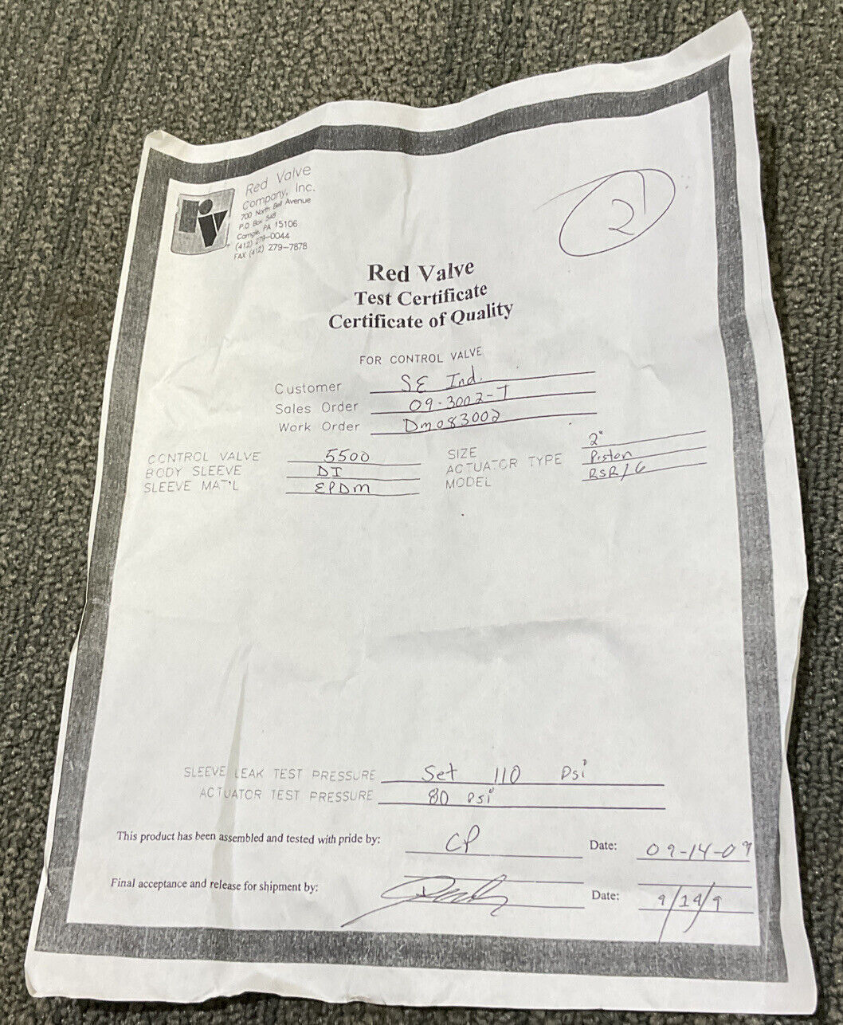 Red Valve
Company, Inc.
700 North Bell Avenue
P.O. Box 548
PA 15106
(412) 279-0044
FAX (412) 279-7878
2
Red Valve
Test Certificate
Certificate of Quality
FOR CONTROL VALVE
Customer SE Ind.
Sales Order 09-3002-T
Work Order Dm083002
CONTROL VALVE 5500 SIZE 2"
BODY SLEEVE DI ACTUATOR TYPE Piston
SLEEVE MAT'L EPDM MODEL RSR/6
SLEEVE LEAK TEST PRESSURE Set 110 psi
ACTUATOR TEST PRESSURE 80 psi
This product has been assembled and tested with pride by: CP Date: 09-14-09
Final acceptance and release for shipment by: Date: 9/14/9